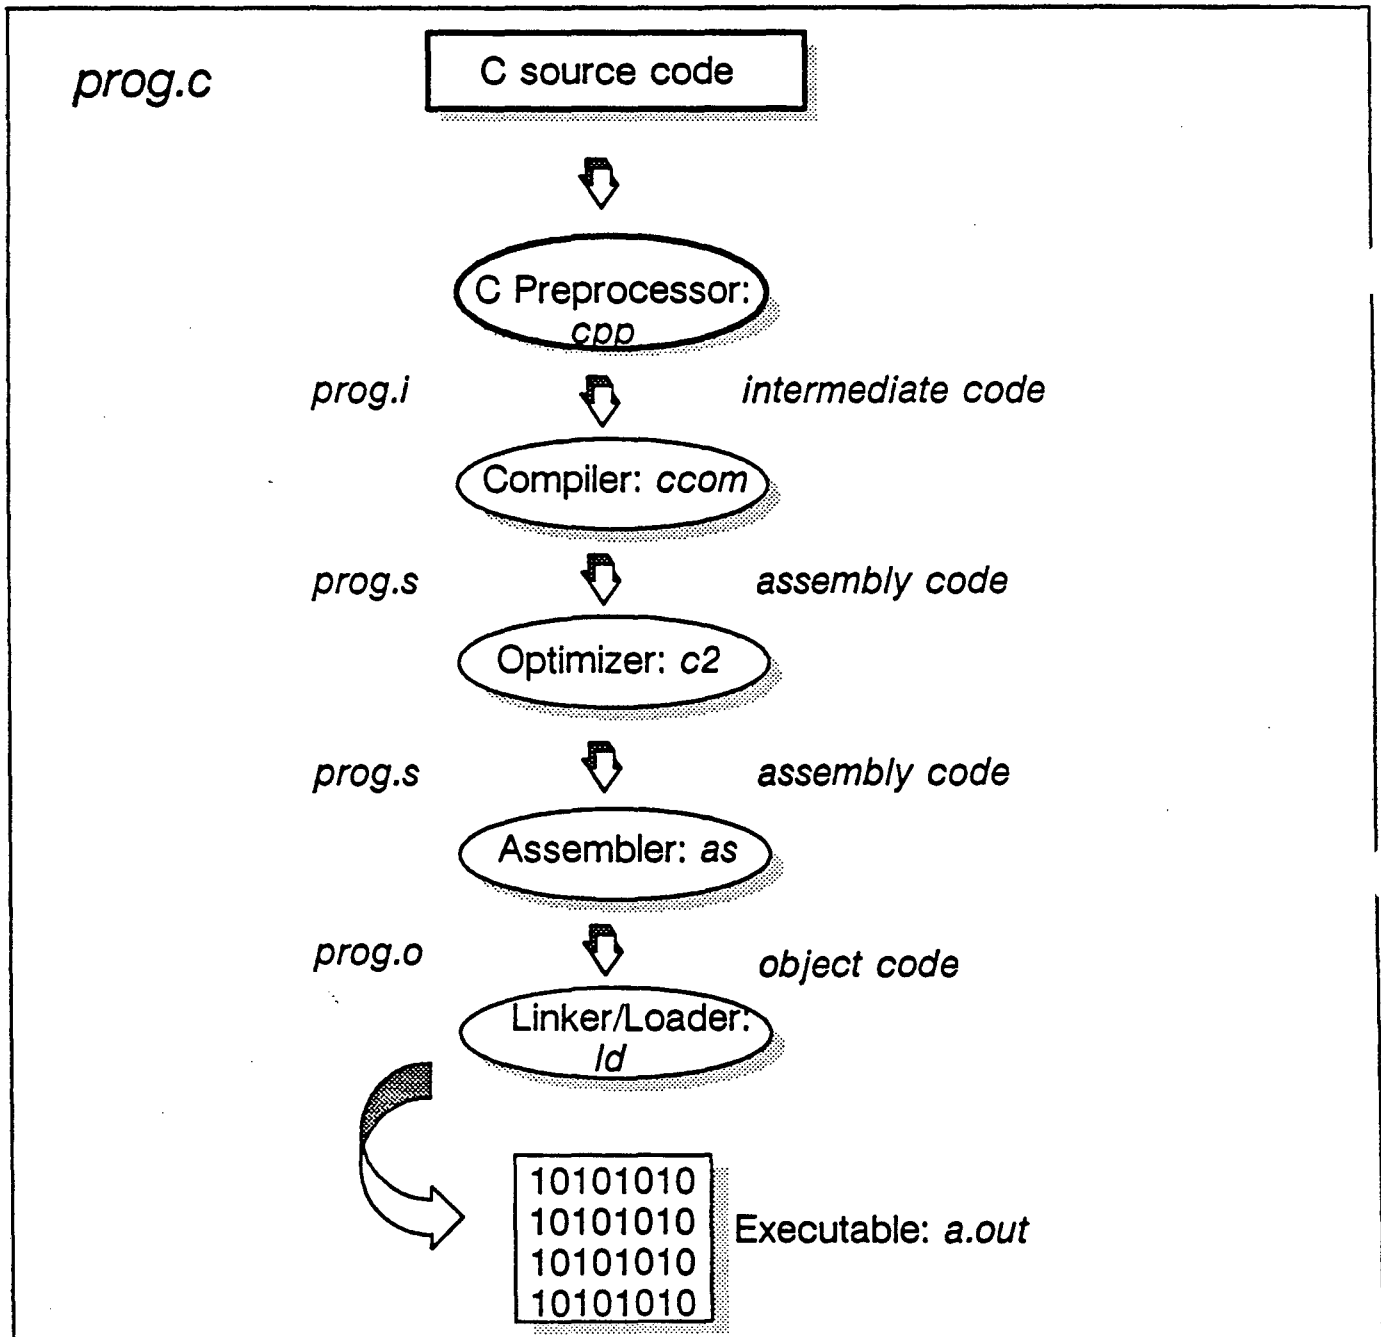 prog.c
C source code
C Preprocessor:
cpp
prog.i
intermediate code
Compiler: ccom
prog.s
assembly code
Optimizer: c2
prog.s
assembly code
Assembler: as
prog.o
object code
Linker/Loader:
ld
10101010
10101010
10101010
10101010
Executable: a.out